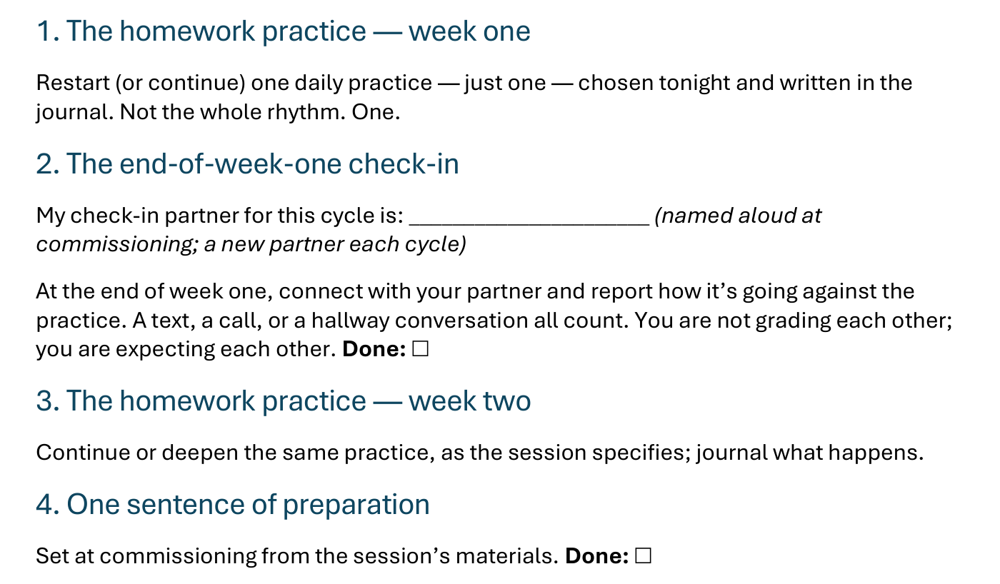 1. The homework practice — week one
Restart (or continue) one daily practice — just one — chosen tonight and written in the
journal. Not the whole rhythm. One.
2. The end-of-week-one check-in
My check-in partner for this cycle is: ______________________ (named aloud at
commissioning; a new partner each cycle)
At the end of week one, connect with your partner and report how it’s going against the
practice. A text, a call, or a hallway conversation all count. You are not grading each other;
you are expecting each other. Done: ☐
3. The homework practice — week two
Continue or deepen the same practice, as the session specifies; journal what happens.
4. One sentence of preparation
Set at commissioning from the session’s materials. Done: ☐